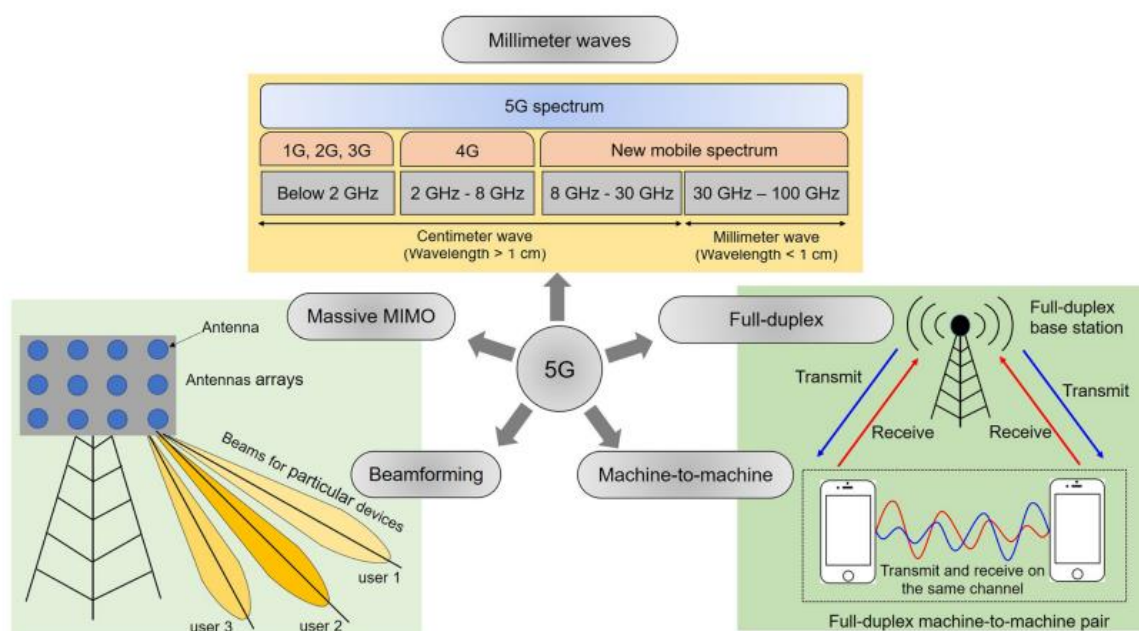 Millimeter waves
5G spectrum
1G, 2G, 3G
4G
New mobile spectrum
Below 2 GHz
2 GHz - 8 GHz
8 GHz - 30 GHz
30 GHz – 100 GHz
Centimeter wave
(Wavelength > 1 cm)
Millimeter wave
(Wavelength < 1 cm)
Massive MIMO
Full-duplex
5G
Beamforming
Machine-to-machine
Antenna
Antennas arrays
Beams for particular devices
user 1
user 2
user 3
Full-duplex
base station
Transmit
Receive
Receive
Transmit
Transmit and receive on
the same channel
Full-duplex machine-to-machine pair